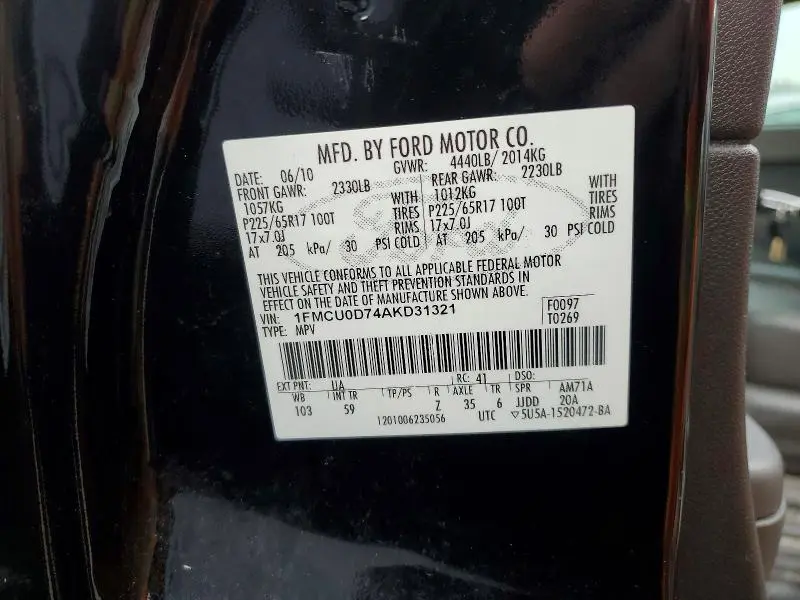 MFD. BY FORD MOTOR CO.
DATE: 06/10 GVWR: 4440LB/ 2014KG
FRONT GAWR: 2330LB REAR GAWR: 2230LB
1057KG WITH 1012KG WITH
P225/65R17 100T TIRES P225/65R17 100T TIRES
17x7.0J RIMS 17x7.0J RIMS
AT 205 kPa/ 30 PSI COLD AT 205 kPa/ 30 PSI COLD
THIS VEHICLE CONFORMS TO ALL APPLICABLE FEDERAL MOTOR
VEHICLE SAFETY AND THEFT PREVENTION STANDARDS IN
EFFECT ON THE DATE OF MANUFACTURE SHOWN ABOVE.
VIN: 1FMCU0D74AKD31321 F0097
TYPE: MPV T0269
EXT PNT: UA RC: 41 DSO:
WB INT TR TP/PS R AXLE TR SPR AM71A
103 59 Z 35 6 JJDD 20A
1201006235056 UTC ▽5U5A-1520472-BA